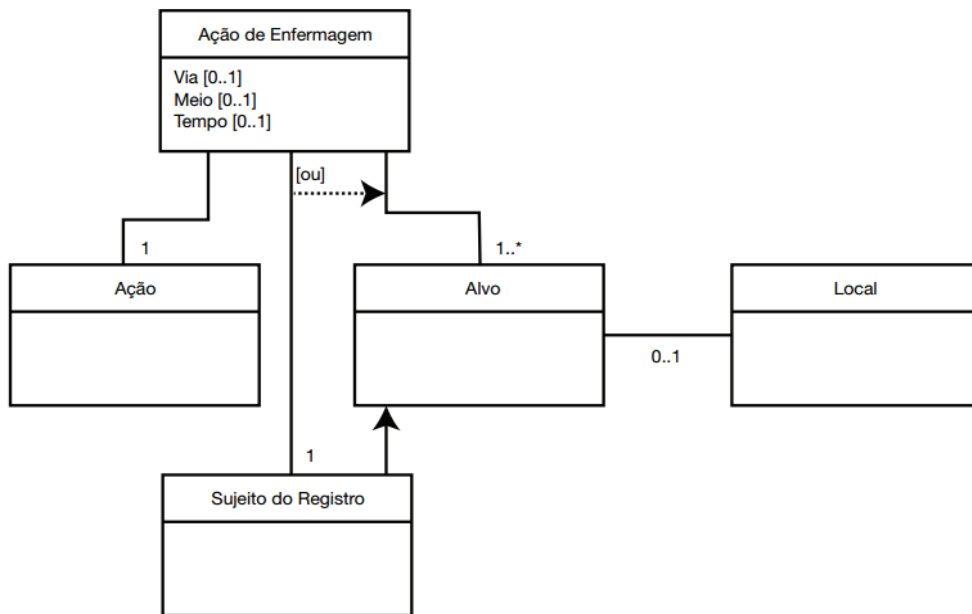 Ação de Enfermagem
Via [0..1]
Meio [0..1]
Tempo [0..1]
[ou]
1
1..*
Ação
Alvo
Local
0..1
1
Sujeito do Registro